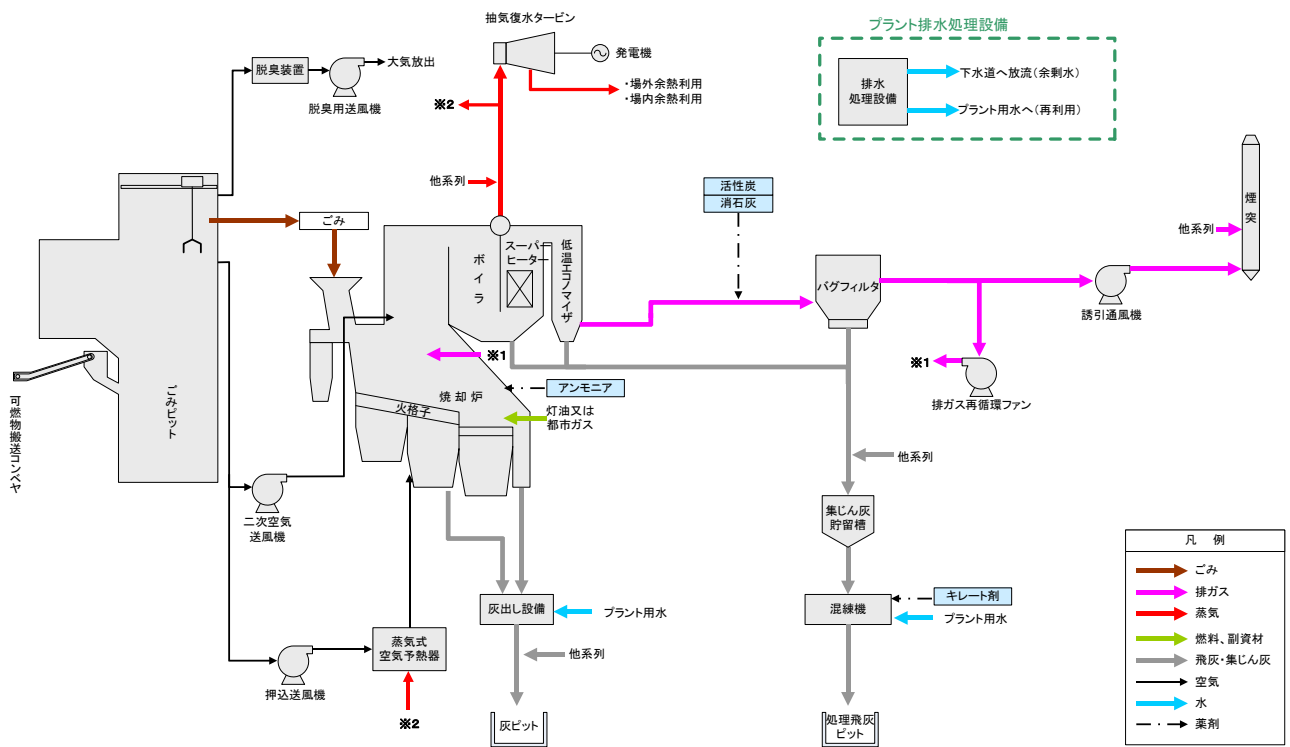 抽気復水タービン
発電機
・場外余熱利用
・場内余熱利用
※2
脱臭装置
大気放出
脱臭用送風機
プラント排水処理設備
排水
処理設備
下水道へ放流(余剰水)
プラント用水へ(再利用)
他系列
ごみ
活性炭
消石灰
ボイラ
スーパー
ヒーター
低温エコノマイザ
バグフィルタ
他系列
煙突
誘引通風機
※1
※1
排ガス再循環ファン
アンモニア
焼却炉
火格子
灯油又は
都市ガス
ごみピット
可燃物搬送コンベヤ
二次空気
送風機
押込送風機
蒸気式
空気予熱器
※2
灰出し設備
プラント用水
他系列
灰ピット
他系列
集じん灰
貯留槽
混練機
キレート剤
プラント用水
処理飛灰
ピット
凡 例
ごみ
排ガス
蒸気
燃料、副資材
飛灰・集じん灰
空気
水
薬剤